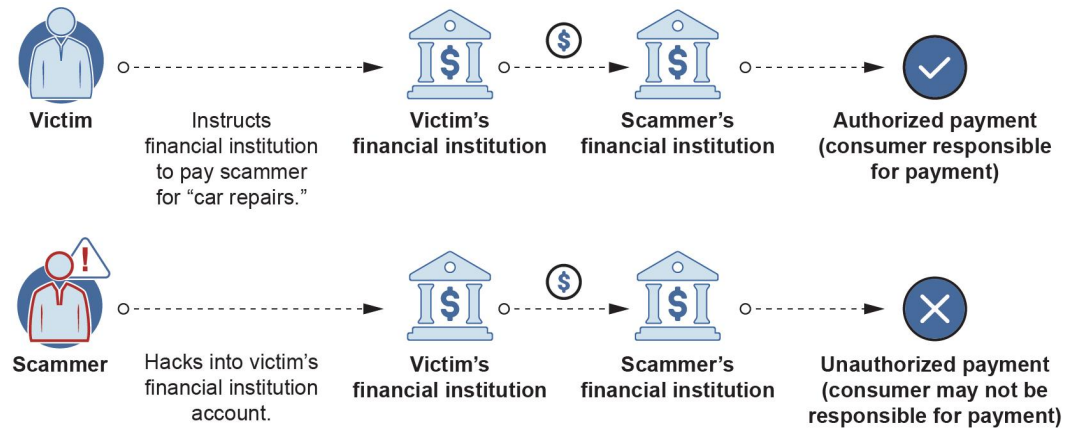 $
$ $
Victim
Instructs
financial institution
to pay scammer
for “car repairs.”
Victim’s
financial institution
Scammer’s
financial institution
Authorized payment
(consumer responsible
for payment)
!
$
$ $
Scammer
Hacks into victim’s
financial institution
account.
Victim’s
financial institution
Scammer’s
financial institution
Unauthorized payment
(consumer may not be
responsible for payment)